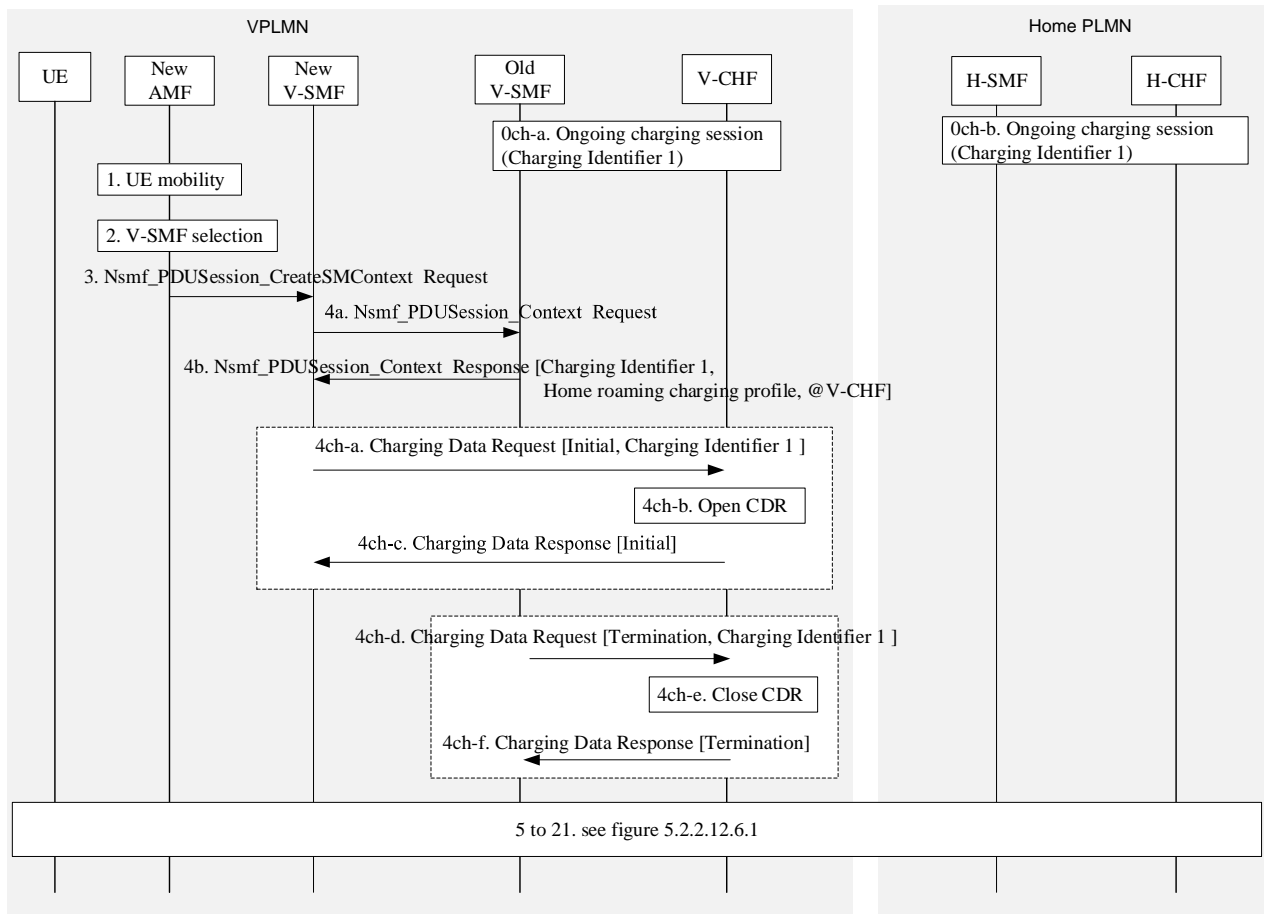 VPLMN
Home PLMN
UE
New
AMF
New
V-SMF
Old
V-SMF
V-CHF
H-SMF
H-CHF
0ch-a. Ongoing charging session
(Charging Identifier 1)
0ch-b. Ongoing charging session
(Charging Identifier 1)
1. UE mobility
2. V-SMF selection
3. Nsmf_PDUSession_CreateSMContext Request
4a. Nsmf_PDUSession_Context Request
4b. Nsmf_PDUSession_Context Response [Charging Identifier 1,
Home roaming charging profile, @V-CHF]
4ch-a. Charging Data Request [Initial, Charging Identifier 1 ]
4ch-b. Open CDR
4ch-c. Charging Data Response [Initial]
4ch-d. Charging Data Request [Termination, Charging Identifier 1 ]
4ch-e. Close CDR
4ch-f. Charging Data Response [Termination]
5 to 21. see figure 5.2.2.12.6.1